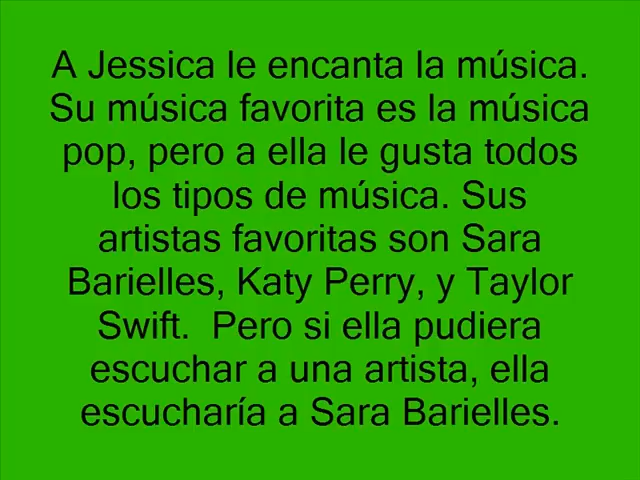 A Jessica le encanta la música.
Su música favorita es la música
pop, pero a ella le gusta todos
los tipos de música. Sus
artistas favoritas son Sara
Barielles, Katy Perry, y Taylor
Swift.  Pero si ella pudiera
escuchar a una artista, ella
escucharía a Sara Barielles.